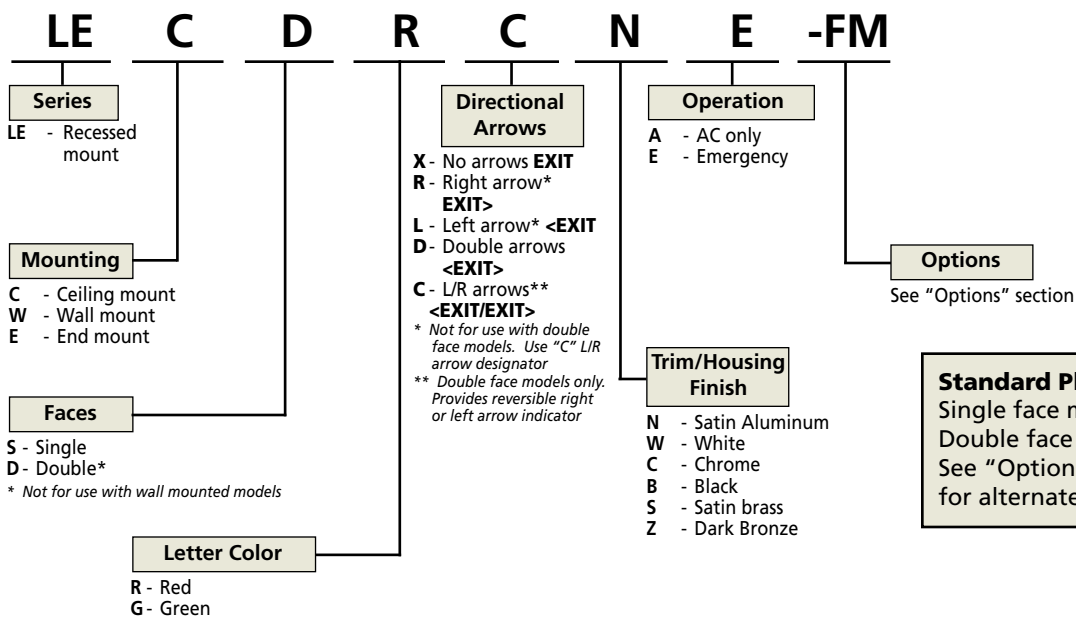 LE C D R C N E -FM
Series
LE - Recessed
mount
Mounting
C - Ceiling mount
W - Wall mount
E - End mount
Faces
S - Single
D - Double*
* Not for use with wall mounted models
Letter Color
R - Red
G - Green
Directional
Arrows
X - No arrows EXIT
R - Right arrow*
EXIT>
L - Left arrow* <EXIT
D - Double arrows
<EXIT>
C - L/R arrows**
<EXIT/EXIT>
* Not for use with double
face models. Use “C” L/R
arrow designator
** Double face models only.
Provides reversible right
or left arrow indicator
Trim/Housing
Finish
N - Satin Aluminum
W - White
C - Chrome
B - Black
S - Satin brass
Z - Dark Bronze
Operation
A - AC only
E - Emergency
Options
See “Options” section
Standard
Single face
Double face
See
for alternate